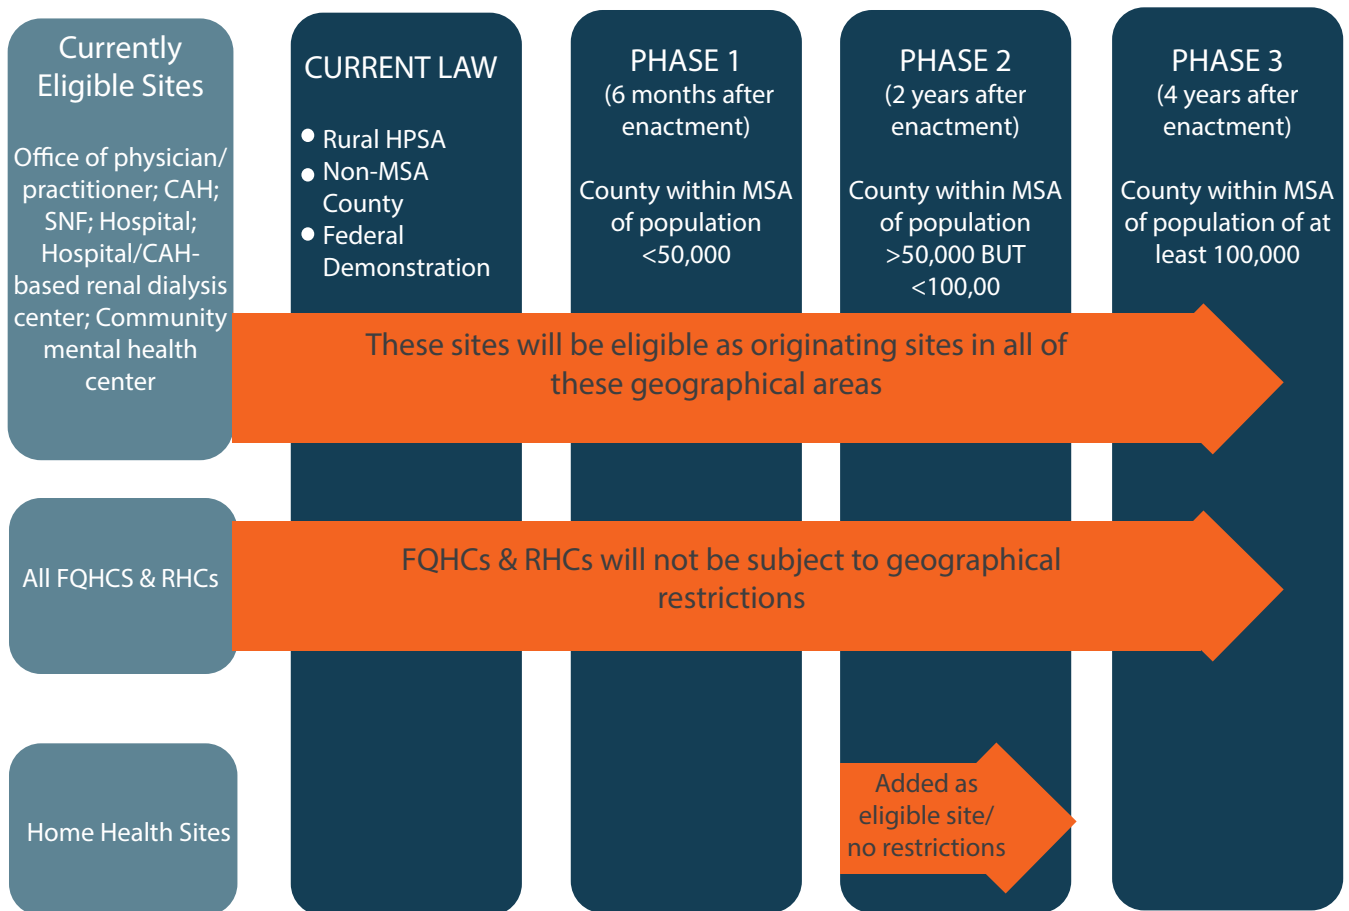 Currently
Eligible Sites
Office of physician/
practitioner; CAH;
SNF; Hospital;
Hospital/CAH-
based renal dialysis
center; Community
mental health
center
CURRENT LAW
● Rural HPSA
● Non-MSA
County
● Federal
Demonstration
PHASE 1
(6 months after
enactment)
County within MSA
of population
<50,000
PHASE 2
(2 years after
enactment)
County within MSA
of population
>50,000 BUT
<100,00
PHASE 3
(4 years after
enactment)
County within MSA
of population of at
least 100,000
These sites will be eligible as originating sites in all of
these geographical areas
All FQHCS & RHCs
FQHCs & RHCs will not be subject to geographical
restrictions
Home Health Sites
Added as
eligible site/
no restrictions